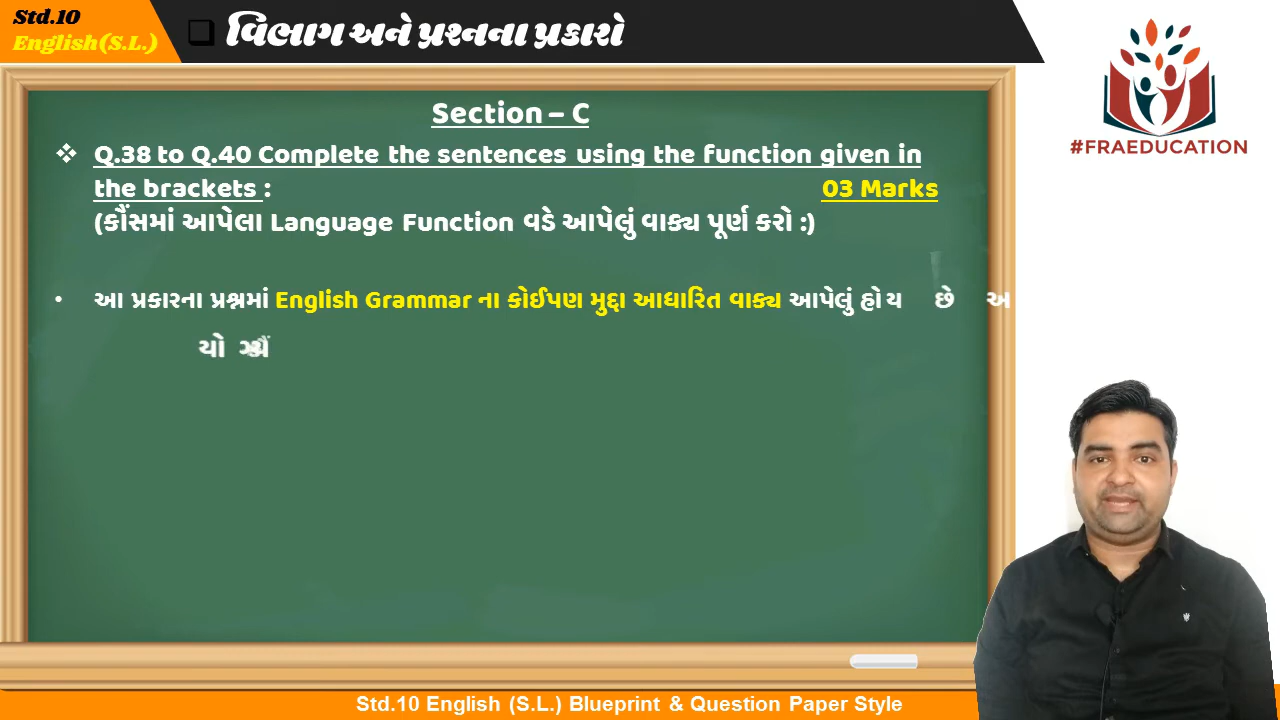 Std.10
English(S.L.)
❑ વિભાગ અને પ્રશ્નના પ્રકારો
#FRAEDUCATION
Section – C
❖ Q.38 to Q.40 Complete the sentences using the function given in
the brackets : 03 Marks
(કૌંસમાં આપેલા Language Function વડે આપેલું વાક્ય પૂર્ણ કરો :)
• આ પ્રકારના પ્રશ્નમાં English Grammar ના કોઈપણ મુદ્દા આધારિત વાક્ય આપેલું હોય છે અ
યો
Std.10 English (S.L.) Blueprint & Question Paper Style